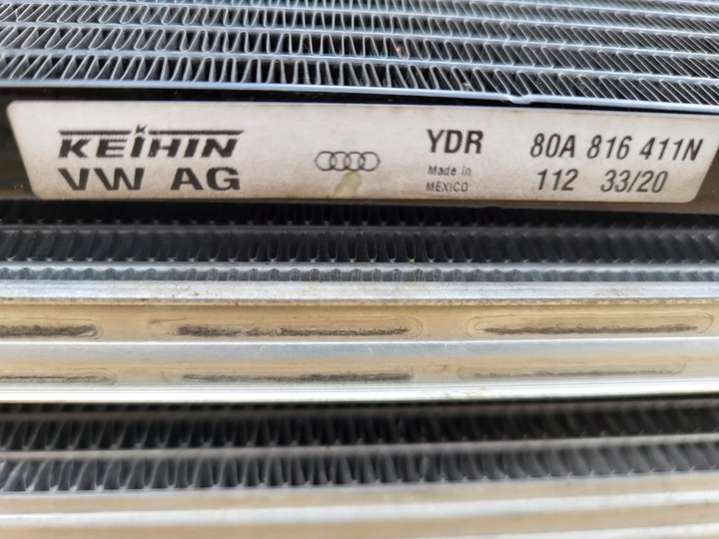 KEIHIN YDR 80A 816 411N
VW AG Made in MEXICO 112 33/20